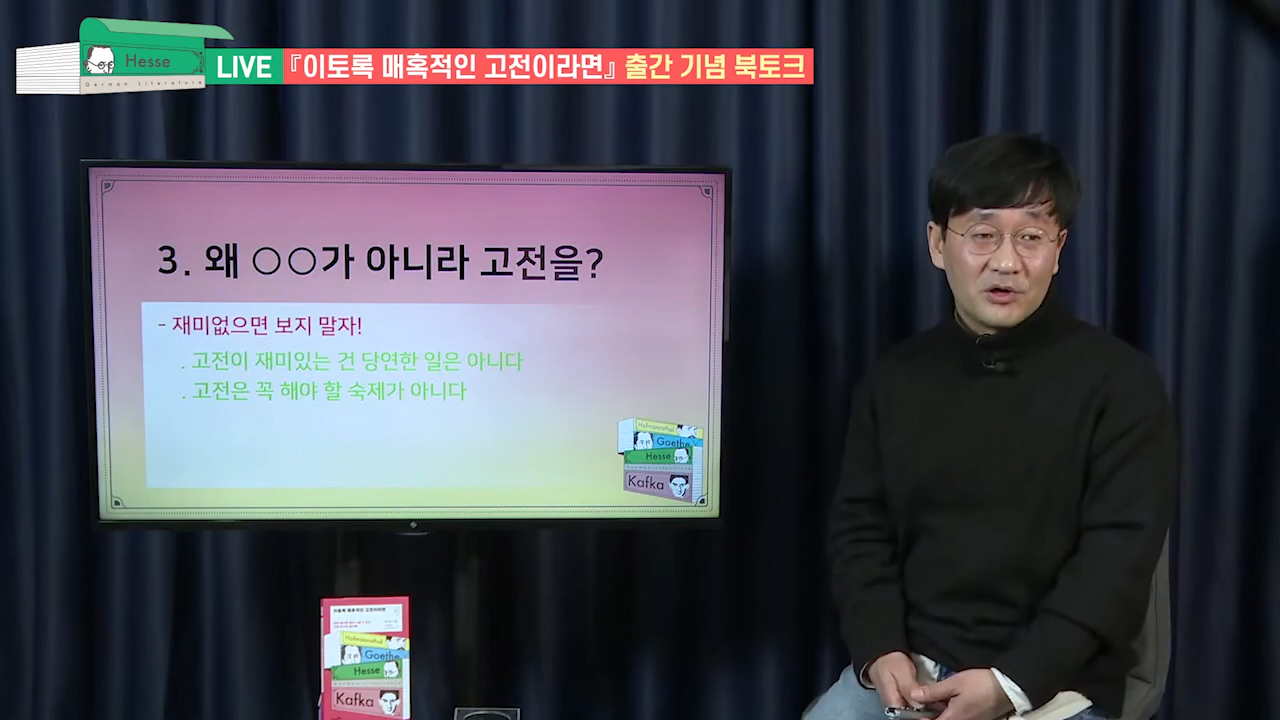 Hesse
German Literature
LIVE 『이토록 매혹적인 고전이라면』 출간 기념 북토크
3. 왜 ○○가 아니라 고전을?
- 재미없으면 보지 말자!
. 고전이 재미있는 건 당연한 일은 아니다
. 고전은 꼭 해야 할 숙제가 아니다
Hofmannsthal
Goethe
Hesse
Kafka
이토록 매혹적인 고전이라면
Hofmannsthal
Goethe
Hesse
Kafka